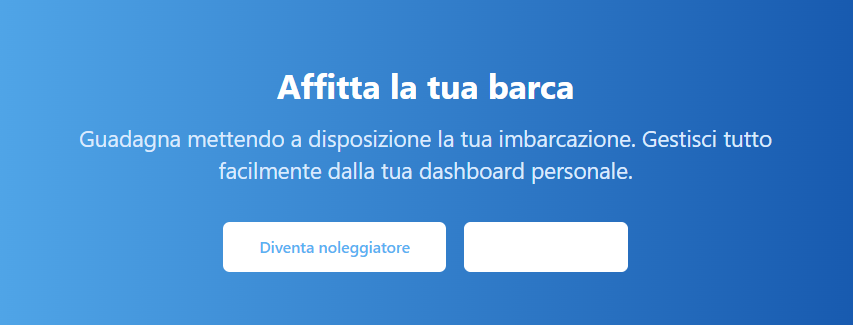 Affitta la tua barca
Guadagna mettendo a disposizione la tua imbarcazione. Gestisci tutto
facilmente dalla tua dashboard personale.
Diventa noleggiatore